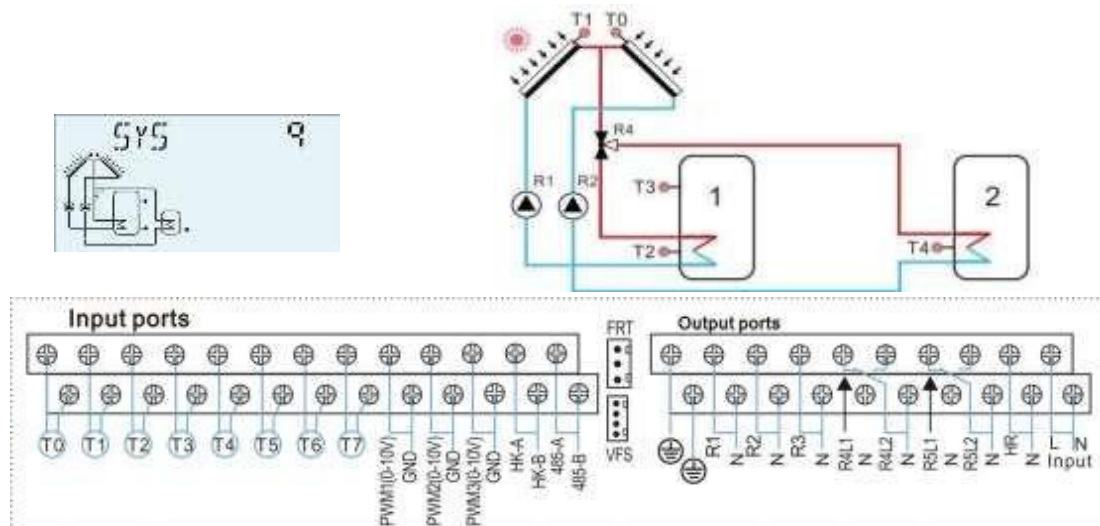 SYS 9
T1 T0
R4
R1 R2
T3 1 2
T2 T4
Input ports
FRT
VFS
Output ports
T0 T1 T2 T3 T4 T5 T6 T7 PWM1(0-10V) GND PWM2(0-10V) GND PWM3(0-10V) GND HK-A HK-B 485-A 485-B
R1 N R2 N R3 N R4L1 N R4L2 N R5L1 N R5L2 N HR N L N
Input